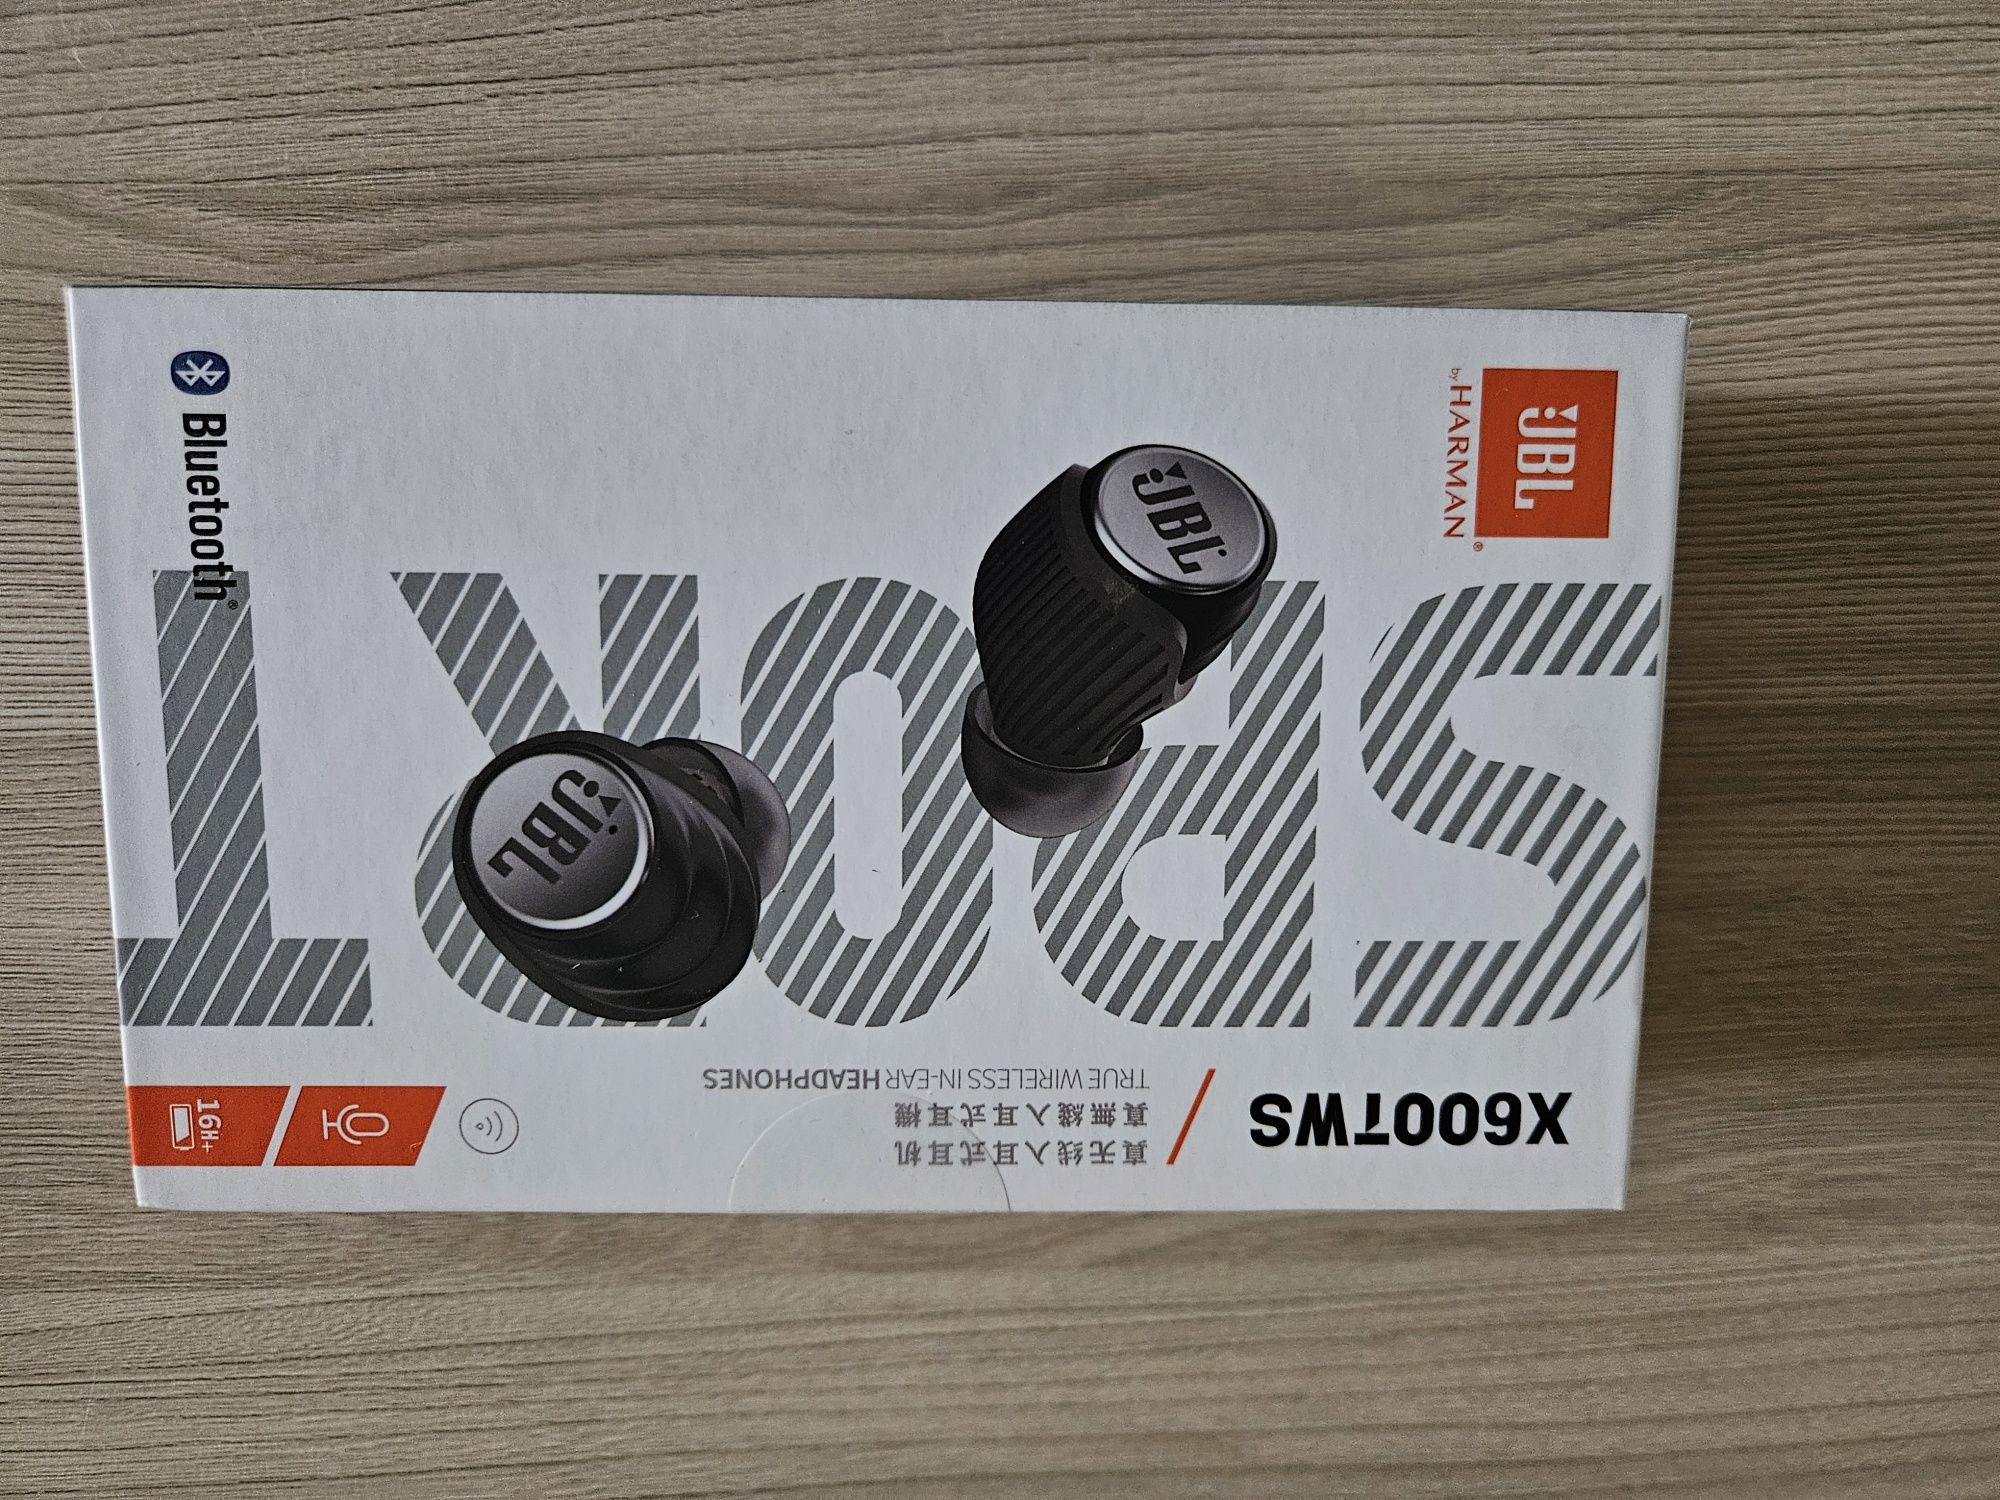 JBL
by HARMAN®
Bluetooth®
JBL
JBL
SPORT
X600TWS
TRUE WIRELESS IN-EAR HEADPHONES
真無綫入耳式耳機
真无线入耳式耳机
16H+